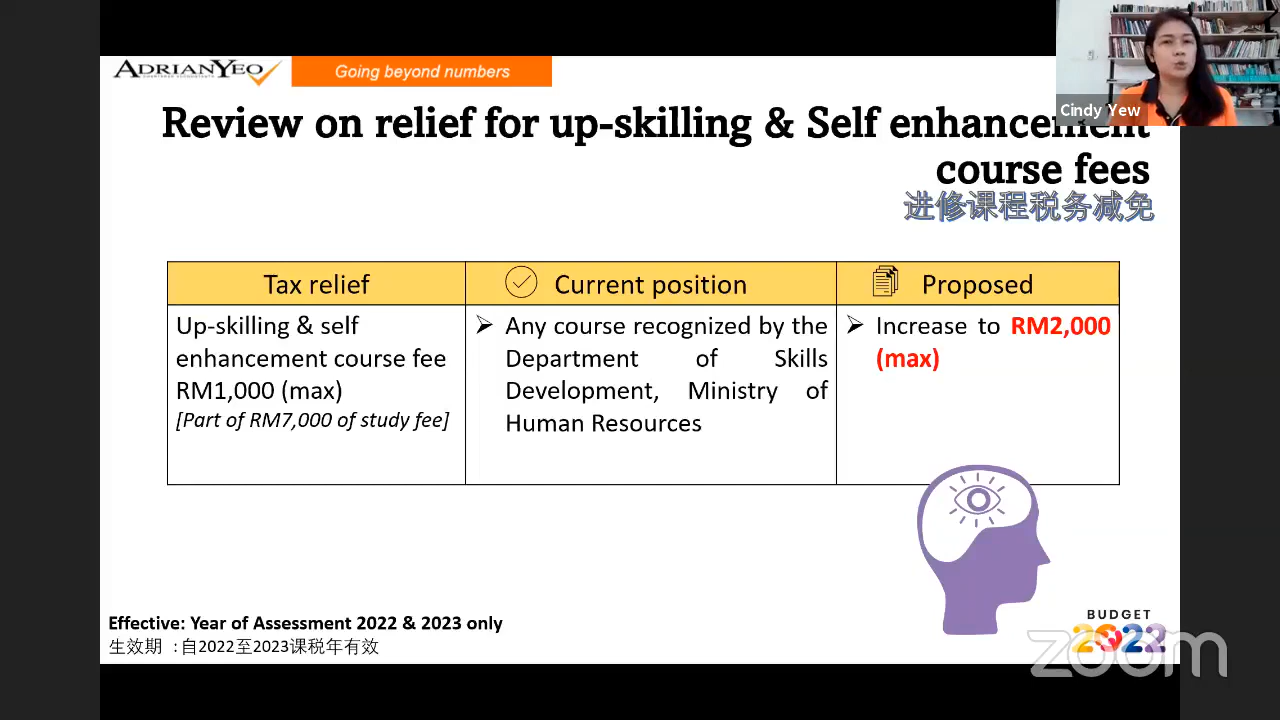 ADRIANYEO
Going beyond numbers
Cindy Yew
Review on relief for up-skilling & Self enhancement
course fees
进修课程税务减免
Tax relief
Current position
Proposed
Up-skilling & self
enhancement course fee
RM1,000 (max)
[Part of RM7,000 of study fee]
➢ Any course recognized by the
Department of Skills
Development, Ministry of
Human Resources
➢ Increase to RM2,000
(max)
Effective: Year of Assessment 2022 & 2023 only
生效期 :自2022至2023课税年有效
BUDGET
2022
zoom